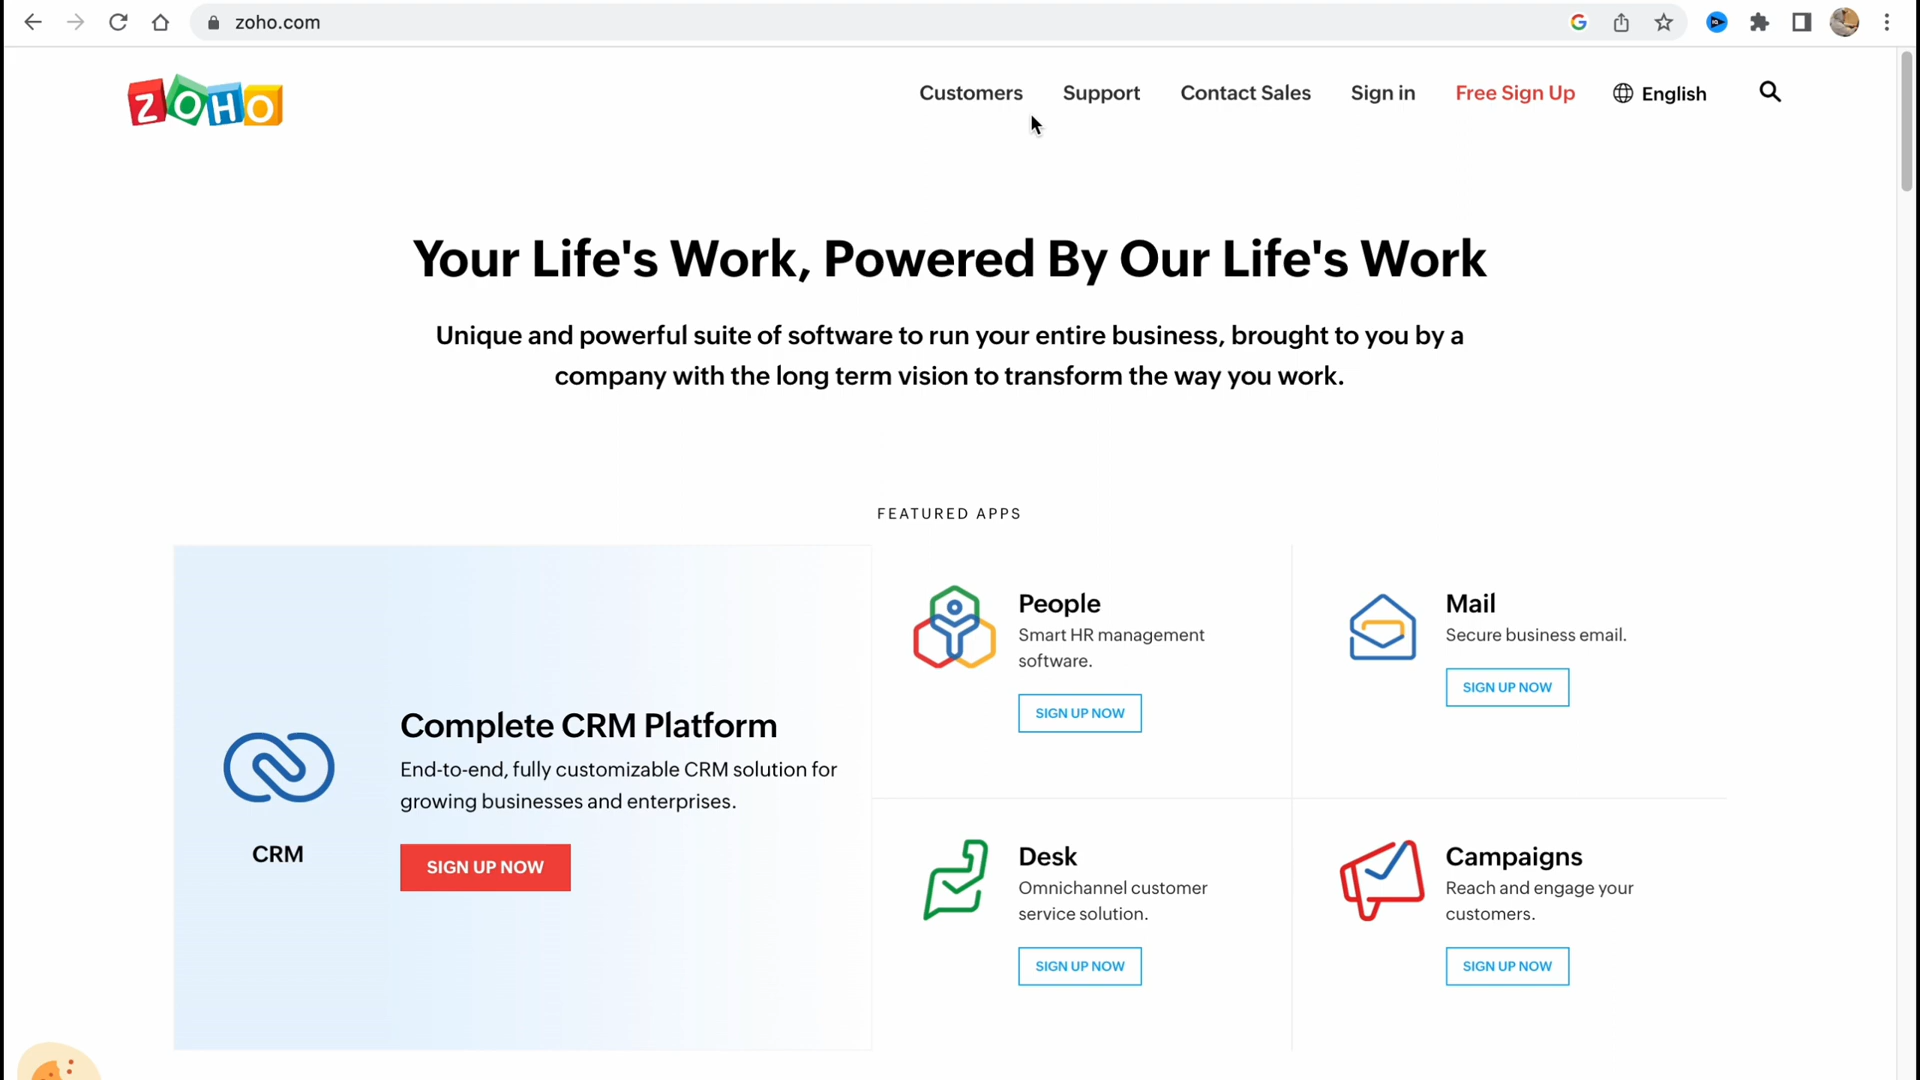 zoho.com
ZOHO
Customers
Support
Contact Sales
Sign in
Free Sign Up
English
Your Life's Work, Powered By Our Life's Work
Unique and powerful suite of software to run your entire business, brought to you by a
company with the long term vision to transform the way you work.
FEATURED APPS
CRM
Complete CRM Platform
End-to-end, fully customizable CRM solution for
growing businesses and enterprises.
SIGN UP NOW
People
Smart HR management
software.
SIGN UP NOW
Mail
Secure business email.
SIGN UP NOW
Desk
Omnichannel customer
service solution.
SIGN UP NOW
Campaigns
Reach and engage your
customers.
SIGN UP NOW